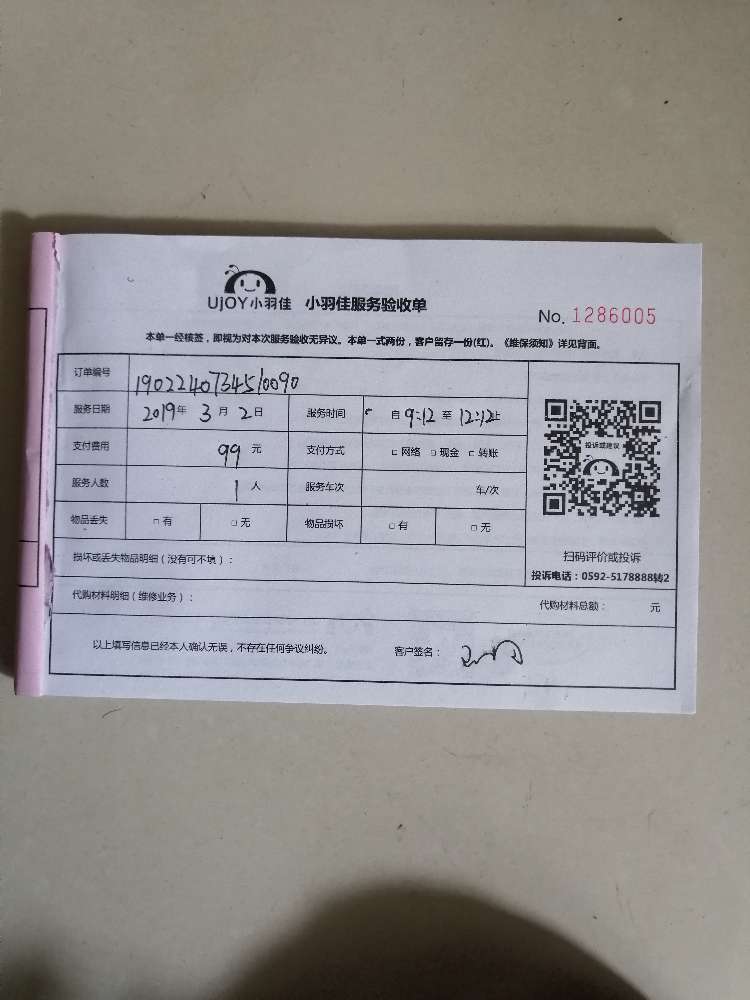 UJOY小羽佳 小羽佳服务验收单
No. 1286005
本单一经核签，即视为对本次服务验收无异议。本单一式两份，客户留存一份(红)。《维保须知》详见背面。
订单编号 1902240734510090
服务日期 2019年 3月 2日 服务时间 自 9:12 至 12:12止
支付费用 99 元 支付方式 □网络 □现金 □转账
服务人数 1 人 服务车次 车/次
物品丢失 □有 □无 物品损坏 □有 □无
投诉或建议
扫码评价或投诉
投诉电话：0592-5178888转2
损坏或丢失物品明细（没有可不填）：
代购材料明细（维修业务）： 代购材料总额： 元
以上填写信息已经本人确认无误，不存在任何争议纠纷。 客户签名：